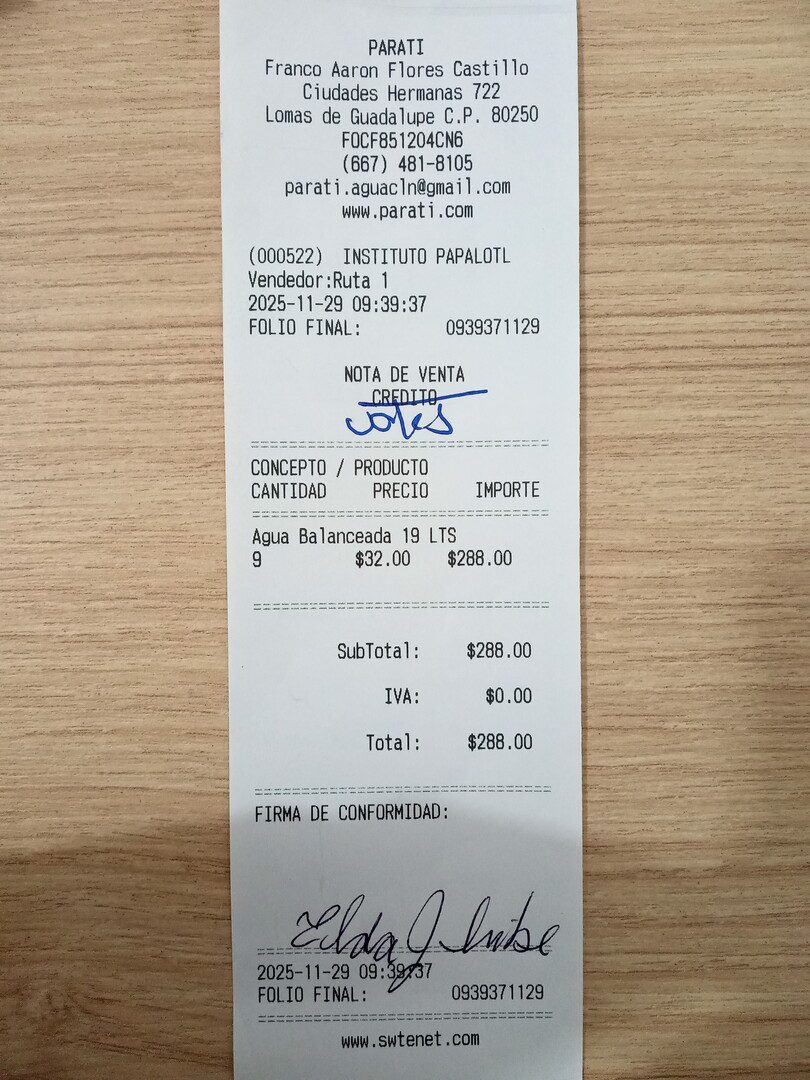 PARATI
Franco Aaron Flores Castillo
Ciudades Hermanas 722
Lomas de Guadalupe C.P. 80250
FOCF851204CN6
(667) 481-8105
parati.aguacln@gmail.com
www.parati.com
(000522) INSTITUTO PAPALOTL
Vendedor:Ruta 1
2025-11-29 09:39:37
FOLIO FINAL: 0939371129
NOTA DE VENTA
CREDITO
CONCEPTO / PRODUCTO
CANTIDAD PRECIO IMPORTE
Agua Balanceada 19 LTS
9 $32.00 $288.00
SubTotal: $288.00
IVA: $0.00
Total: $288.00
FIRMA DE CONFORMIDAD:
Elda J
2025-11-29 09:39:37
FOLIO FINAL: 0939371129
www.swtenet.com